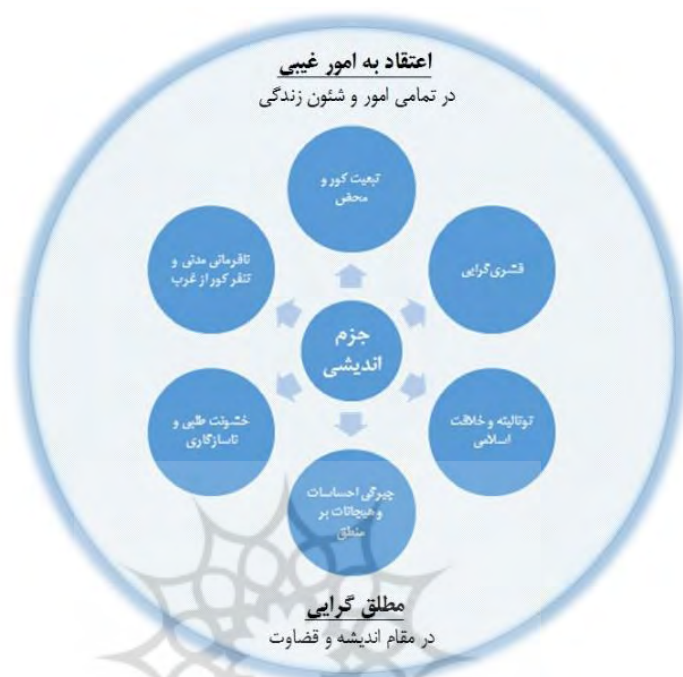 اعتقاد به امور غیبی
در تمامی امور و شئون زندگی
تبعیت کور و
محض
قشری گرایی
نافرمانی مدنی و
تنفر کور از غرب
جزم
اندیشی
توتالیته و خلافت
اسلامی
خشونت طلبی و
ناسازگاری
چیرگی احساسات
و هیجانات بر
منطق
مطلق گرایی
در مقام اندیشه و قضاوت